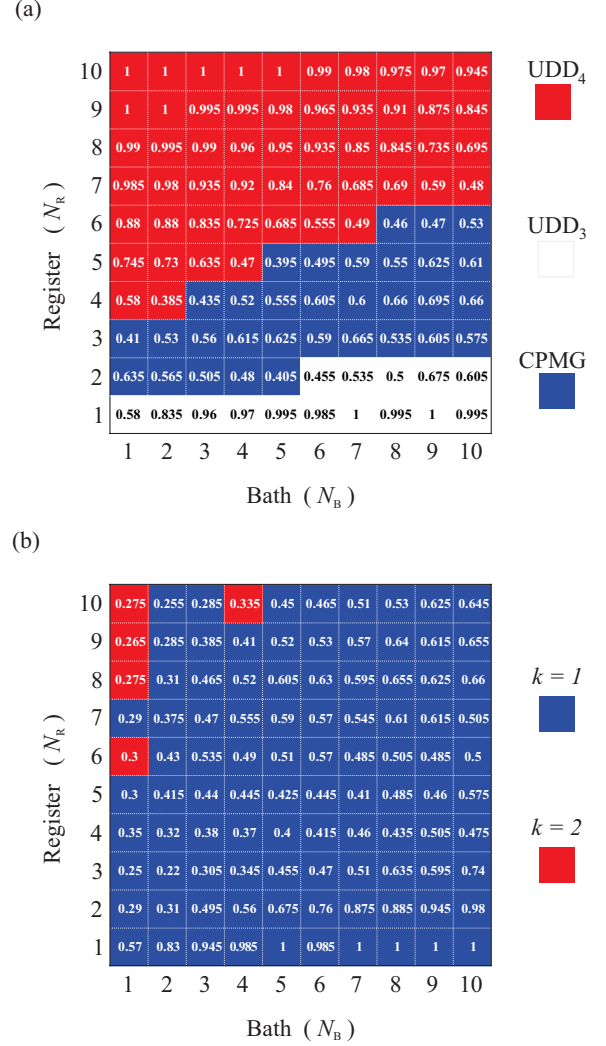 (a)
10 1 1 1 1 1 0.99 0.98 0.975 0.97 0.945
UDD4
9 1 1 0.995 0.995 0.98 0.965 0.935 0.91 0.875 0.845
8 0.99 0.995 0.99 0.96 0.95 0.935 0.85 0.845 0.735 0.695
7 0.985 0.98 0.935 0.92 0.84 0.76 0.685 0.69 0.59 0.48
6 0.88 0.88 0.835 0.725 0.685 0.555 0.49 0.46 0.47 0.53
UDD3
5 0.745 0.73 0.635 0.47 0.395 0.495 0.59 0.55 0.625 0.61
4 0.58 0.385 0.435 0.52 0.555 0.605 0.6 0.66 0.695 0.66
3 0.41 0.53 0.56 0.615 0.625 0.59 0.665 0.535 0.605 0.575
CPMG
2 0.635 0.565 0.505 0.48 0.405 0.455 0.535 0.5 0.675 0.605
1 0.58 0.835 0.96 0.97 0.995 0.985 1 0.995 1 0.995
1 2 3 4 5 6 7 8 9 10
Register (NR)
Bath (NB)
(b)
10 0.275 0.255 0.285 0.335 0.45 0.465 0.51 0.53 0.625 0.645
9 0.265 0.285 0.385 0.41 0.52 0.53 0.57 0.64 0.615 0.655
8 0.275 0.31 0.465 0.52 0.605 0.63 0.595 0.655 0.625 0.66
k = 1
7 0.29 0.375 0.47 0.555 0.59 0.57 0.545 0.61 0.615 0.505
6 0.3 0.43 0.535 0.49 0.51 0.57 0.485 0.505 0.485 0.5
5 0.3 0.415 0.44 0.445 0.425 0.445 0.41 0.485 0.46 0.575
4 0.35 0.32 0.38 0.37 0.4 0.415 0.46 0.435 0.505 0.475
k = 2
3 0.25 0.22 0.305 0.345 0.455 0.47 0.51 0.635 0.595 0.74
2 0.29 0.31 0.495 0.56 0.675 0.76 0.875 0.885 0.945 0.98
1 0.57 0.83 0.945 0.985 1 0.985 1 1 1 1
1 2 3 4 5 6 7 8 9 10
Register (NR)
Bath (NB)